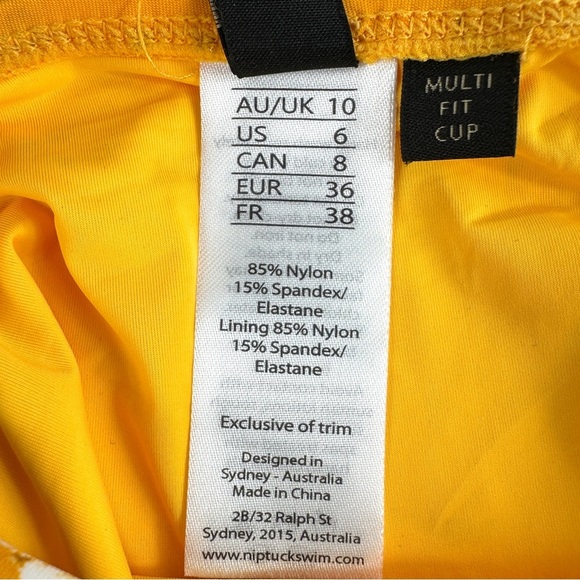 MULTI
FIT
CUP
AU/UK 10
US 6
CAN 8
EUR 36
FR 38
85% Nylon
15% Spandex/
Elastane
Lining 85% Nylon
15% Spandex/
Elastane
Exclusive of trim
Designed in
Sydney - Australia
Made in China
2B/32 Ralph St
Sydney, 2015, Australia
www.niptuckswim.com